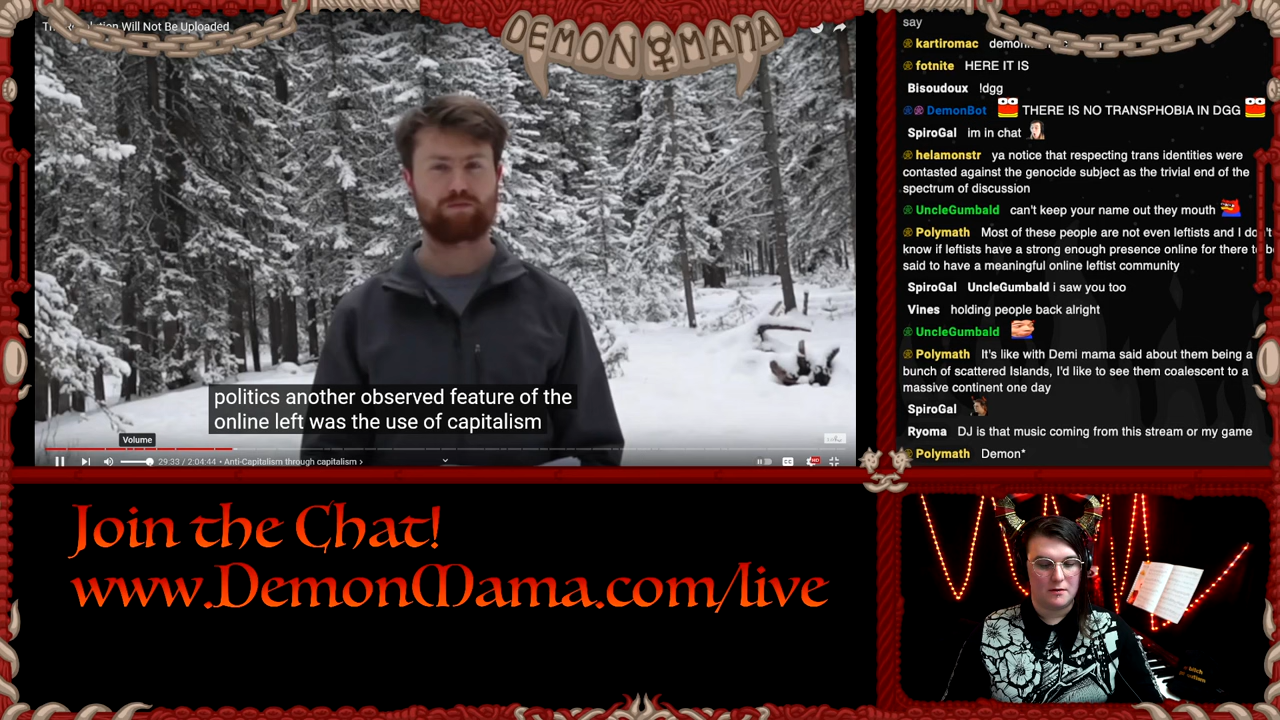 Will Not Be Uploaded
DEMON MAMA
politics another observed feature of the
online left was the use of capitalism
Volume
29:33 / 2:04:44 • Anti-Capitalism through capitalism ›
HD
say
kartiromac
fotnite HERE IT IS
Bisoudoux !dgg
DemonBot THERE IS NO TRANSPHOBIA IN DGG
SpiroGal im in chat
helamonstr ya notice that respecting trans identities were
contasted against the genocide subject as the trivial end of the
spectrum of discussion
UncleGumbald can't keep your name out they mouth
Polymath Most of these people are not even leftists and I don't
know if leftists have a strong enough presence online for there to be
said to have a meaningful online leftist community
SpiroGal UncleGumbald i saw you too
Vines holding people back alright
UncleGumbald
Polymath It's like with Demi mama said about them being a
bunch of scattered Islands, I'd like to see them coalescent to a
massive continent one day
SpiroGal
Ryoma DJ is that music coming from this stream or my game
Polymath Demon*
Join the Chat!
www.DemonMama.com/live